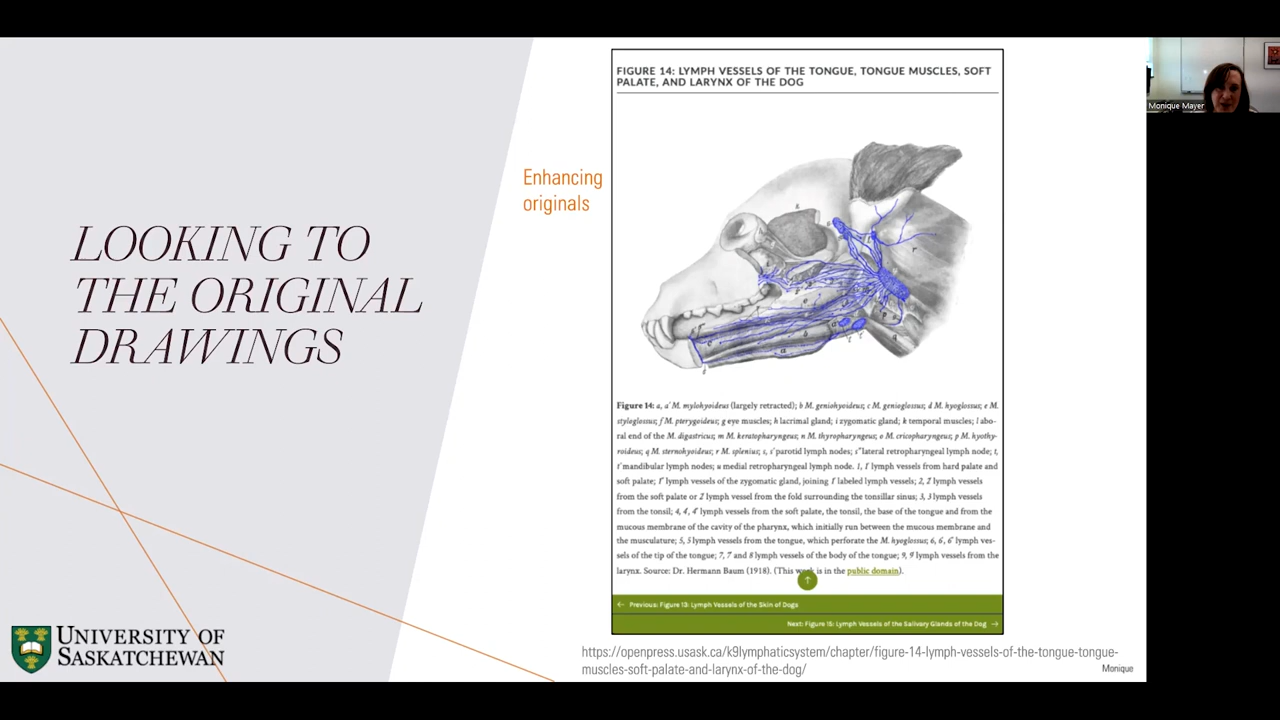 LOOKING TO
THE ORIGINAL
DRAWINGS
UNIVERSITY OF
SASKATCHEWAN
Enhancing
originals
FIGURE 14: LYMPH VESSELS OF THE TONGUE, TONGUE MUSCLES, SOFT
PALATE, AND LARYNX OF THE DOG
Figure 14: a, a' M. mylohyoideus (largely retracted); b M. geniohyoideus; c M. genioglossus; d M. hyoglossus; e M.
styloglossus; f M. pterygoideus; g eye muscles; h lacrimal gland; i zygomatic gland; k temporal muscles; l abo-
ral end of the M. digastricus; m M. keratopharyngeus; n M. thyropharyngeus; o M. cricopharyngeus; p M. hyothy-
roideus; q M. sternohyoideus; r M. splenius; s, s' parotid lymph nodes; s" lateral retropharyngeal lymph node; t,
t' mandibular lymph nodes; u medial retropharyngeal lymph node. 1, 1' lymph vessels from hard palate and
soft palate; 1" lymph vessels of the zygomatic gland, joining 1' labeled lymph vessels; 2, 2' lymph vessels
from the soft palate or 2' lymph vessel from the fold surrounding the tonsillar sinus; 3, 3 lymph vessels
from the tonsil; 4, 4', 4" lymph vessels from the soft palate, the tonsil, the base of the tongue and from the
mucous membrane of the cavity of the pharynx, which initially run between the mucous membrane and
the musculature; 5, 5 lymph vessels from the tongue, which perforate the M. hyoglossus; 6, 6', 6" lymph ves-
sels of the tip of the tongue; 7, 7' and 8 lymph vessels of the body of the tongue; 9, 9' lymph vessels from the
larynx. Source: Dr. Hermann Baum (1918). (This work is in the public domain).
← Previous: Figure 13: Lymph Vessels of the Skin of Dogs
Next: Figure 15: Lymph Vessels of the Salivary Glands of the Dog →
https://openpress.usask.ca/k9lymphaticsystem/chapter/figure-14-lymph-vessels-of-the-tongue-tongue-
muscles-soft-palate-and-larynx-of-the-dog/
Monique
Monique Mayer